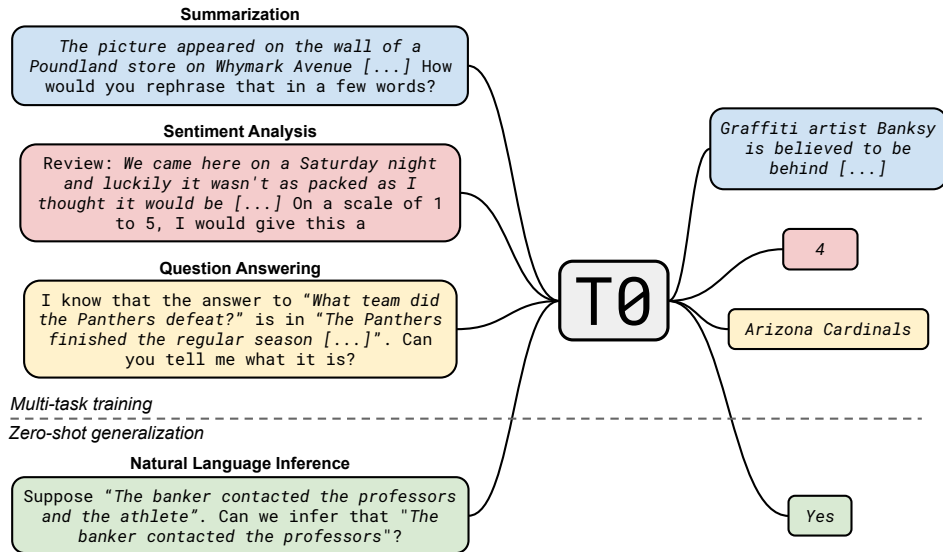 Summarization
The picture appeared on the wall of a
Poundland store on Whymark Avenue [...] How
would you rephrase that in a few words?
Sentiment Analysis
Review: We came here on a Saturday night
and luckily it wasn't as packed as I
thought it would be [...] On a scale of 1
to 5, I would give this a
Question Answering
I know that the answer to “What team did
the Panthers defeat?” is in “The Panthers
finished the regular season [...]”. Can
you tell me what it is?
Multi-task training
Zero-shot generalization
Natural Language Inference
Suppose “The banker contacted the professors
and the athlete”. Can we infer that "The
banker contacted the professors"?
T0
Graffiti artist Banksy
is believed to be
behind [...]
4
Arizona Cardinals
Yes